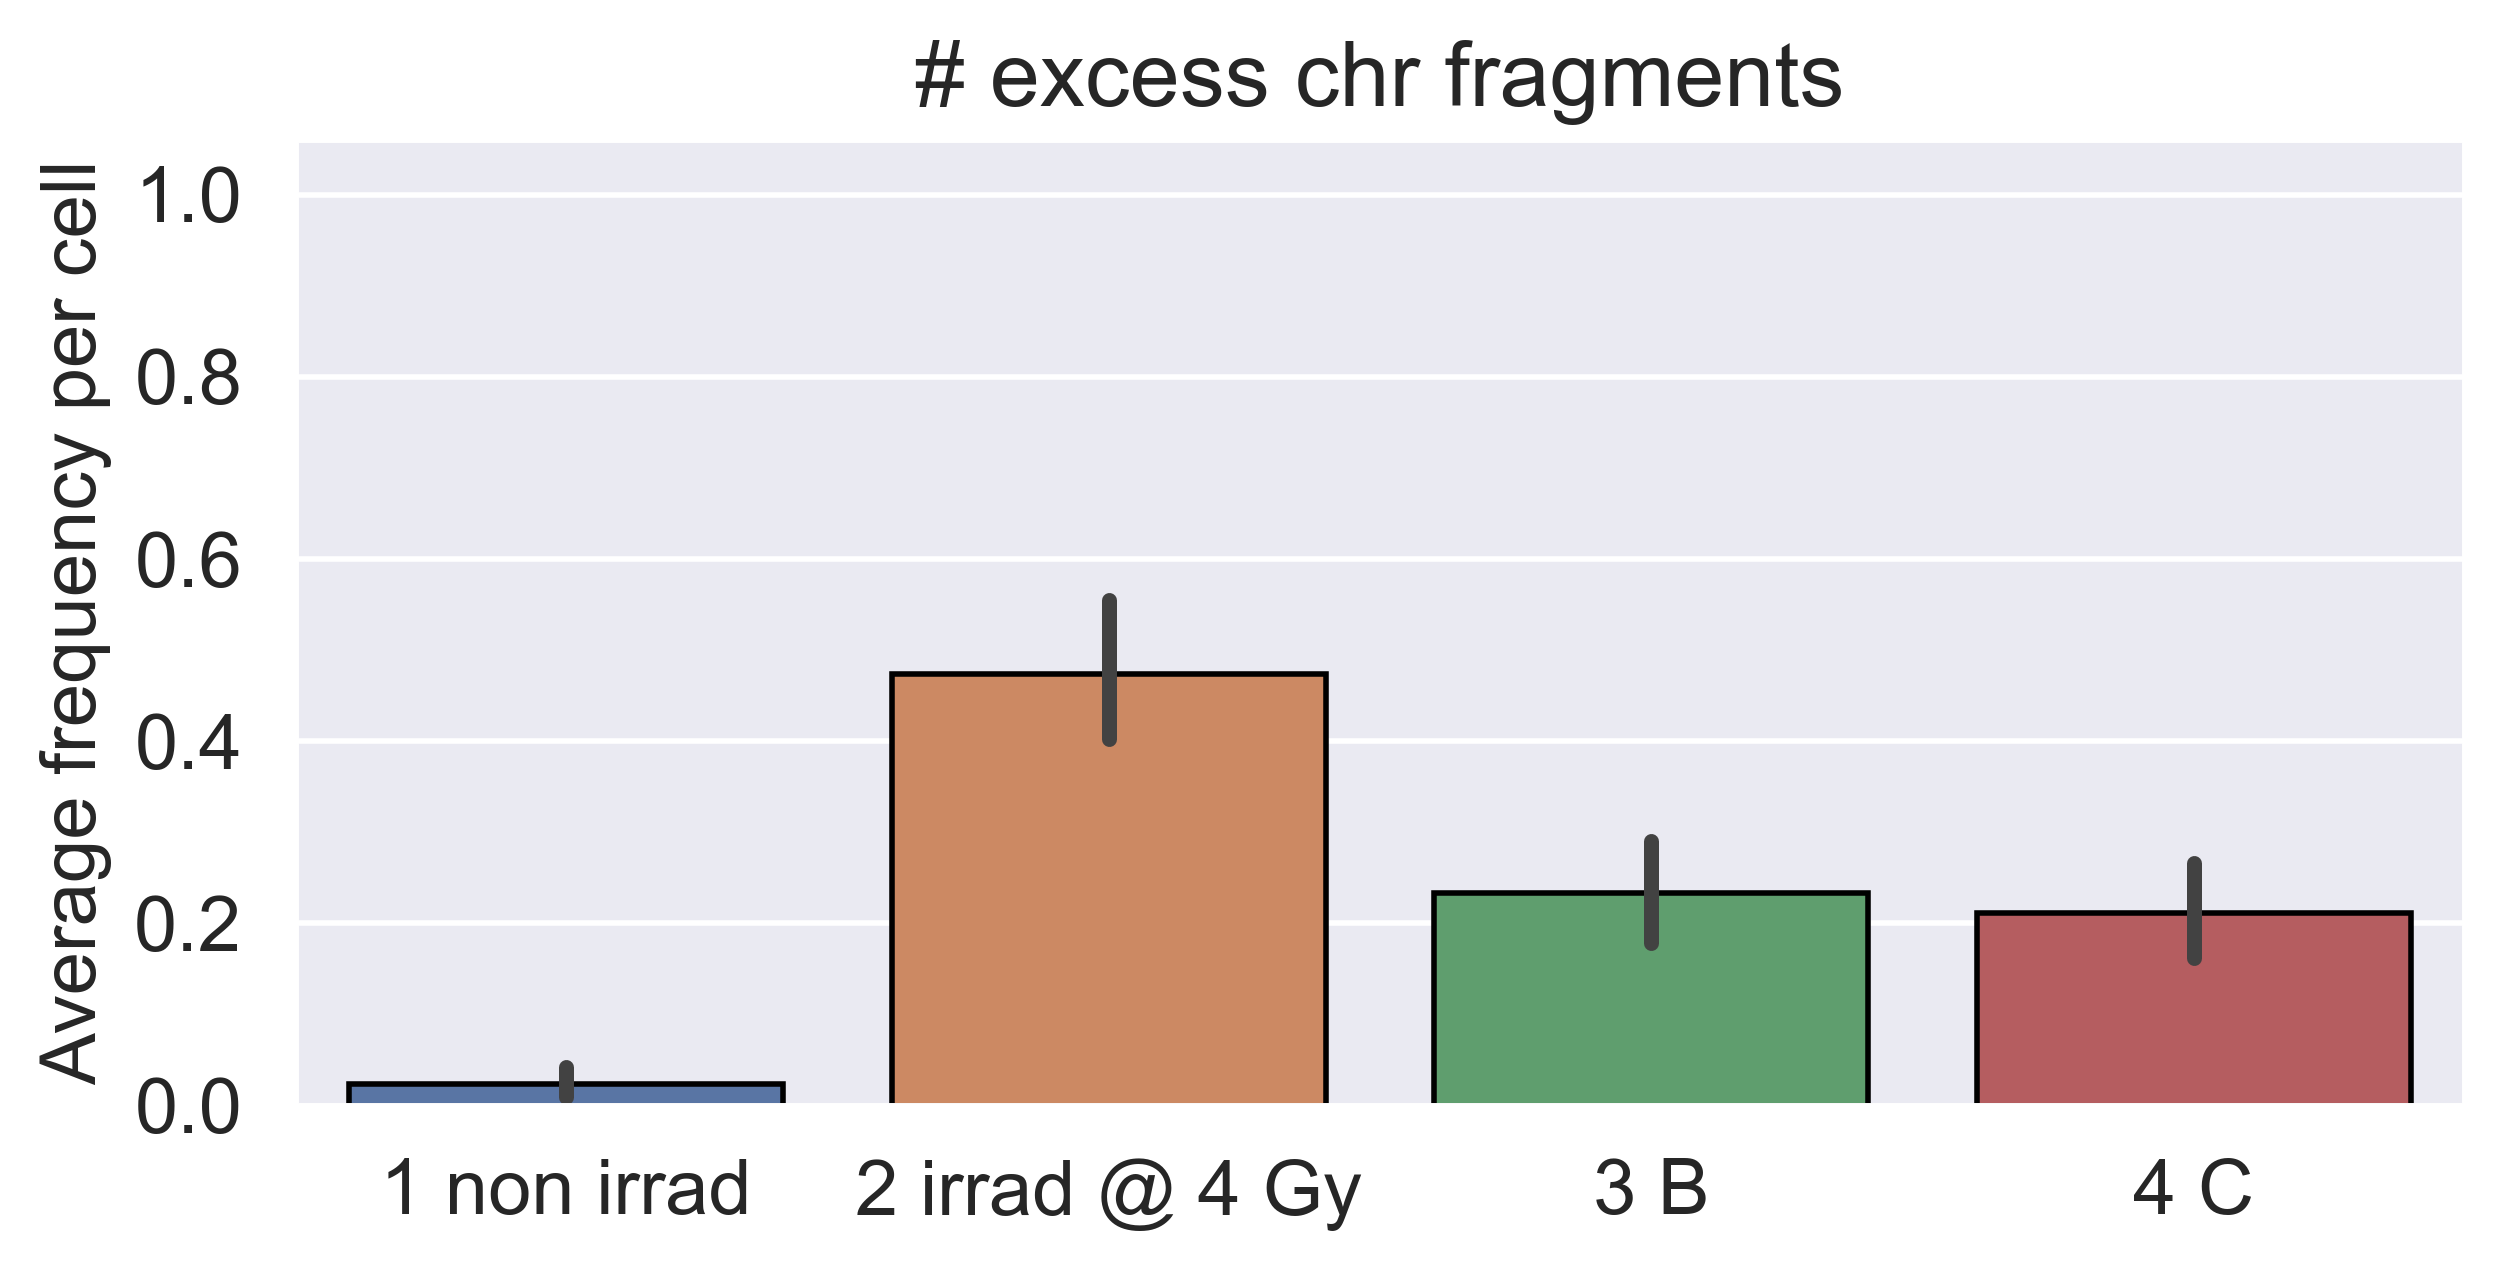 # excess chr fragments
Average frequency per cell
1.0
0.8
0.6
0.4
0.2
0.0
1 non irrad
2 irrad @ 4 Gy
3 B
4 C